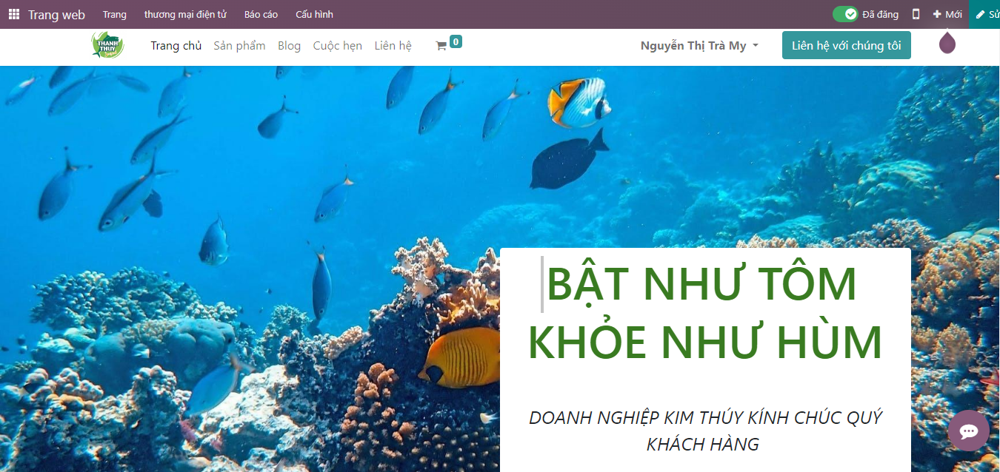 Trang web Trang thương mại điện tử Báo cáo Cấu hình Đã đăng Mới
THANH
THUY
Trang chủ Sản phẩm Blog Cuộc hẹn Liên hệ 0 Nguyễn Thị Trà My Liên hệ với chúng tôi
BẬT NHƯ TÔM
KHỎE NHƯ HÙM
DOANH NGHIỆP KIM THÚY KÍNH CHÚC QUÝ
KHÁCH HÀNG